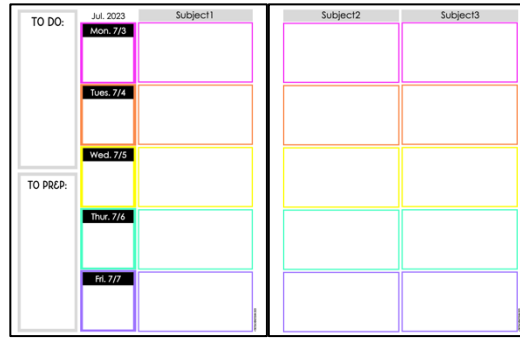 TO DO:
Jul. 2023
Subject1
Subject2
Subject3
Mon. 7/3
Tues. 7/4
Wed. 7/5
TO PREP:
Thur. 7/6
Fri. 7/7